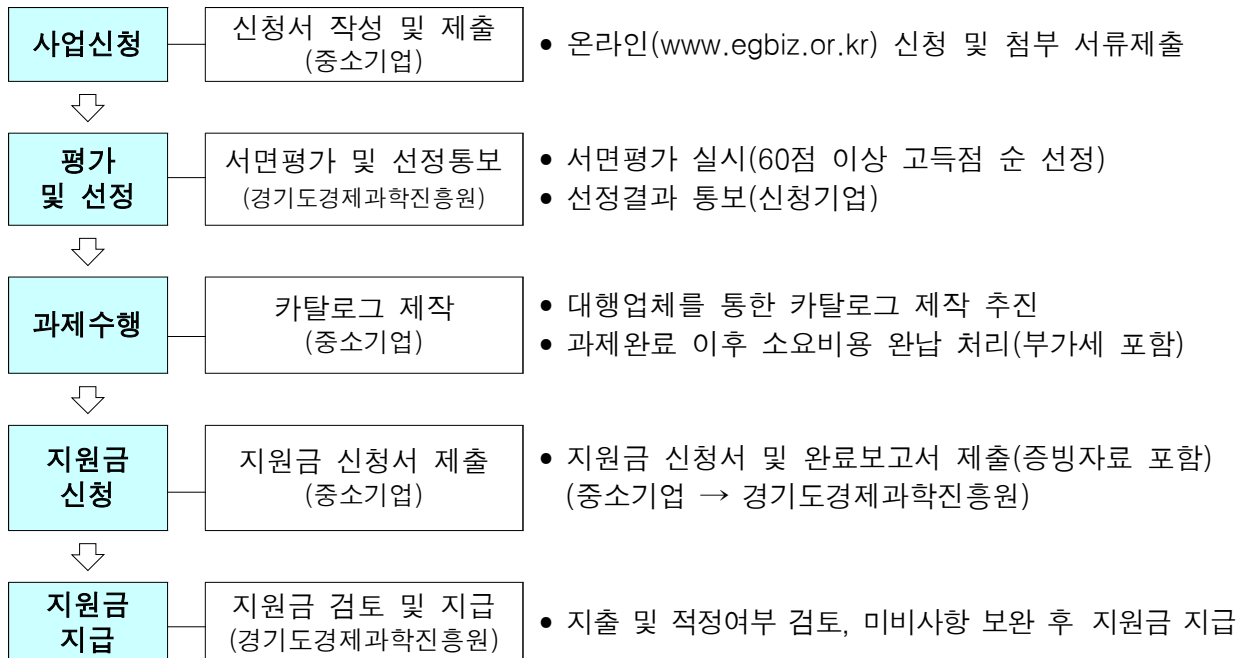 사업신청
신청서 작성 및 제출
(중소기업)
• 온라인(www.egbiz.or.kr) 신청 및 첨부 서류제출
평가
및 선정
서면평가 및 선정통보
(경기도경제과학진흥원)
• 서면평가 실시(60점 이상 고득점 순 선정)
• 선정결과 통보(신청기업)
과제수행
카탈로그 제작
(중소기업)
• 대행업체를 통한 카탈로그 제작 추진
• 과제완료 이후 소요비용 완납 처리(부가세 포함)
지원금
신청
지원금 신청서 제출
(중소기업)
• 지원금 신청서 및 완료보고서 제출(증빙자료 포함)
(중소기업 → 경기도경제과학진흥원)
지원금
지급
지원금 검토 및 지급
(경기도경제과학진흥원)
• 지출 및 적정여부 검토, 미비사항 보완 후 지원금 지급